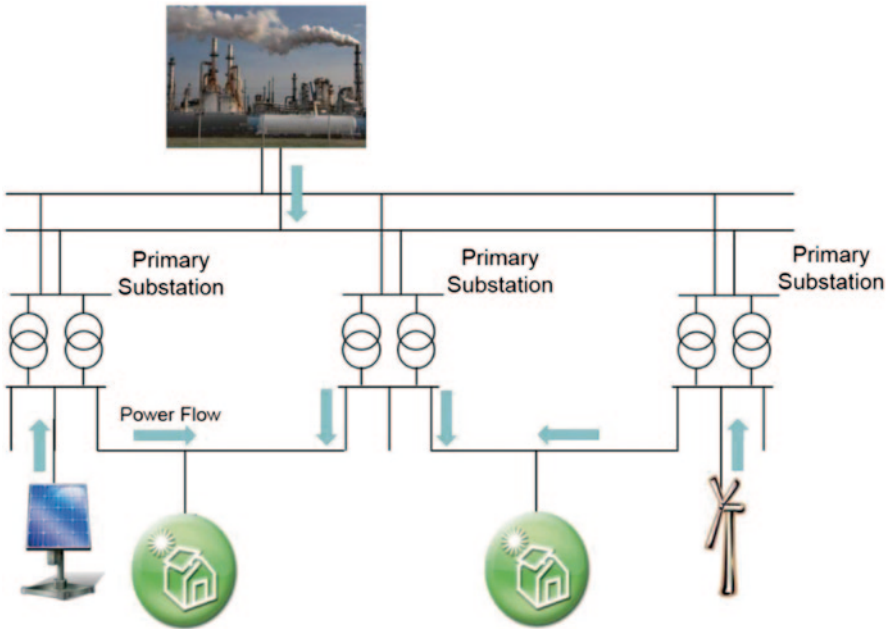 Primary
Substation
Primary
Substation
Primary
Substation
Power Flow